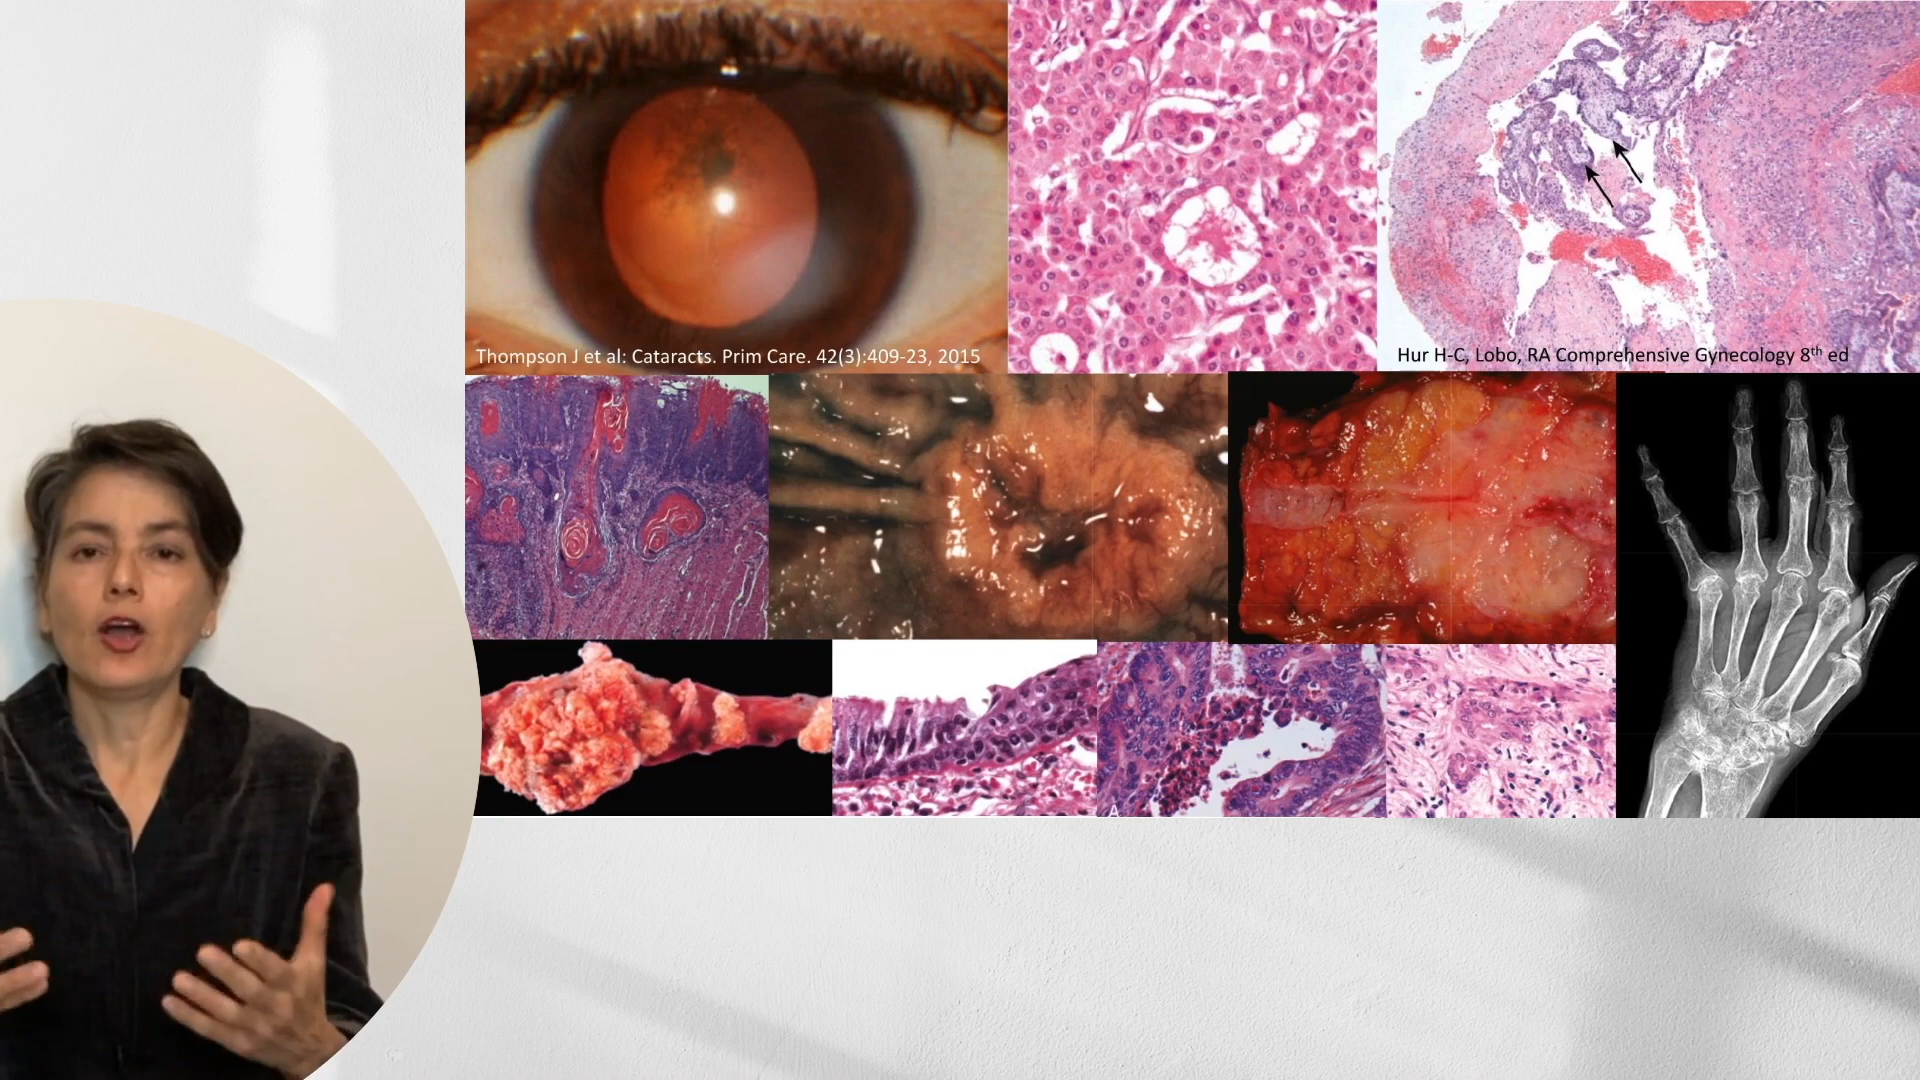 Thompson J et al: Cataracts. Prim Care. 42(3):409-23, 2015
Hur H-C, Lobo, RA Comprehensive Gynecology 8th ed
A